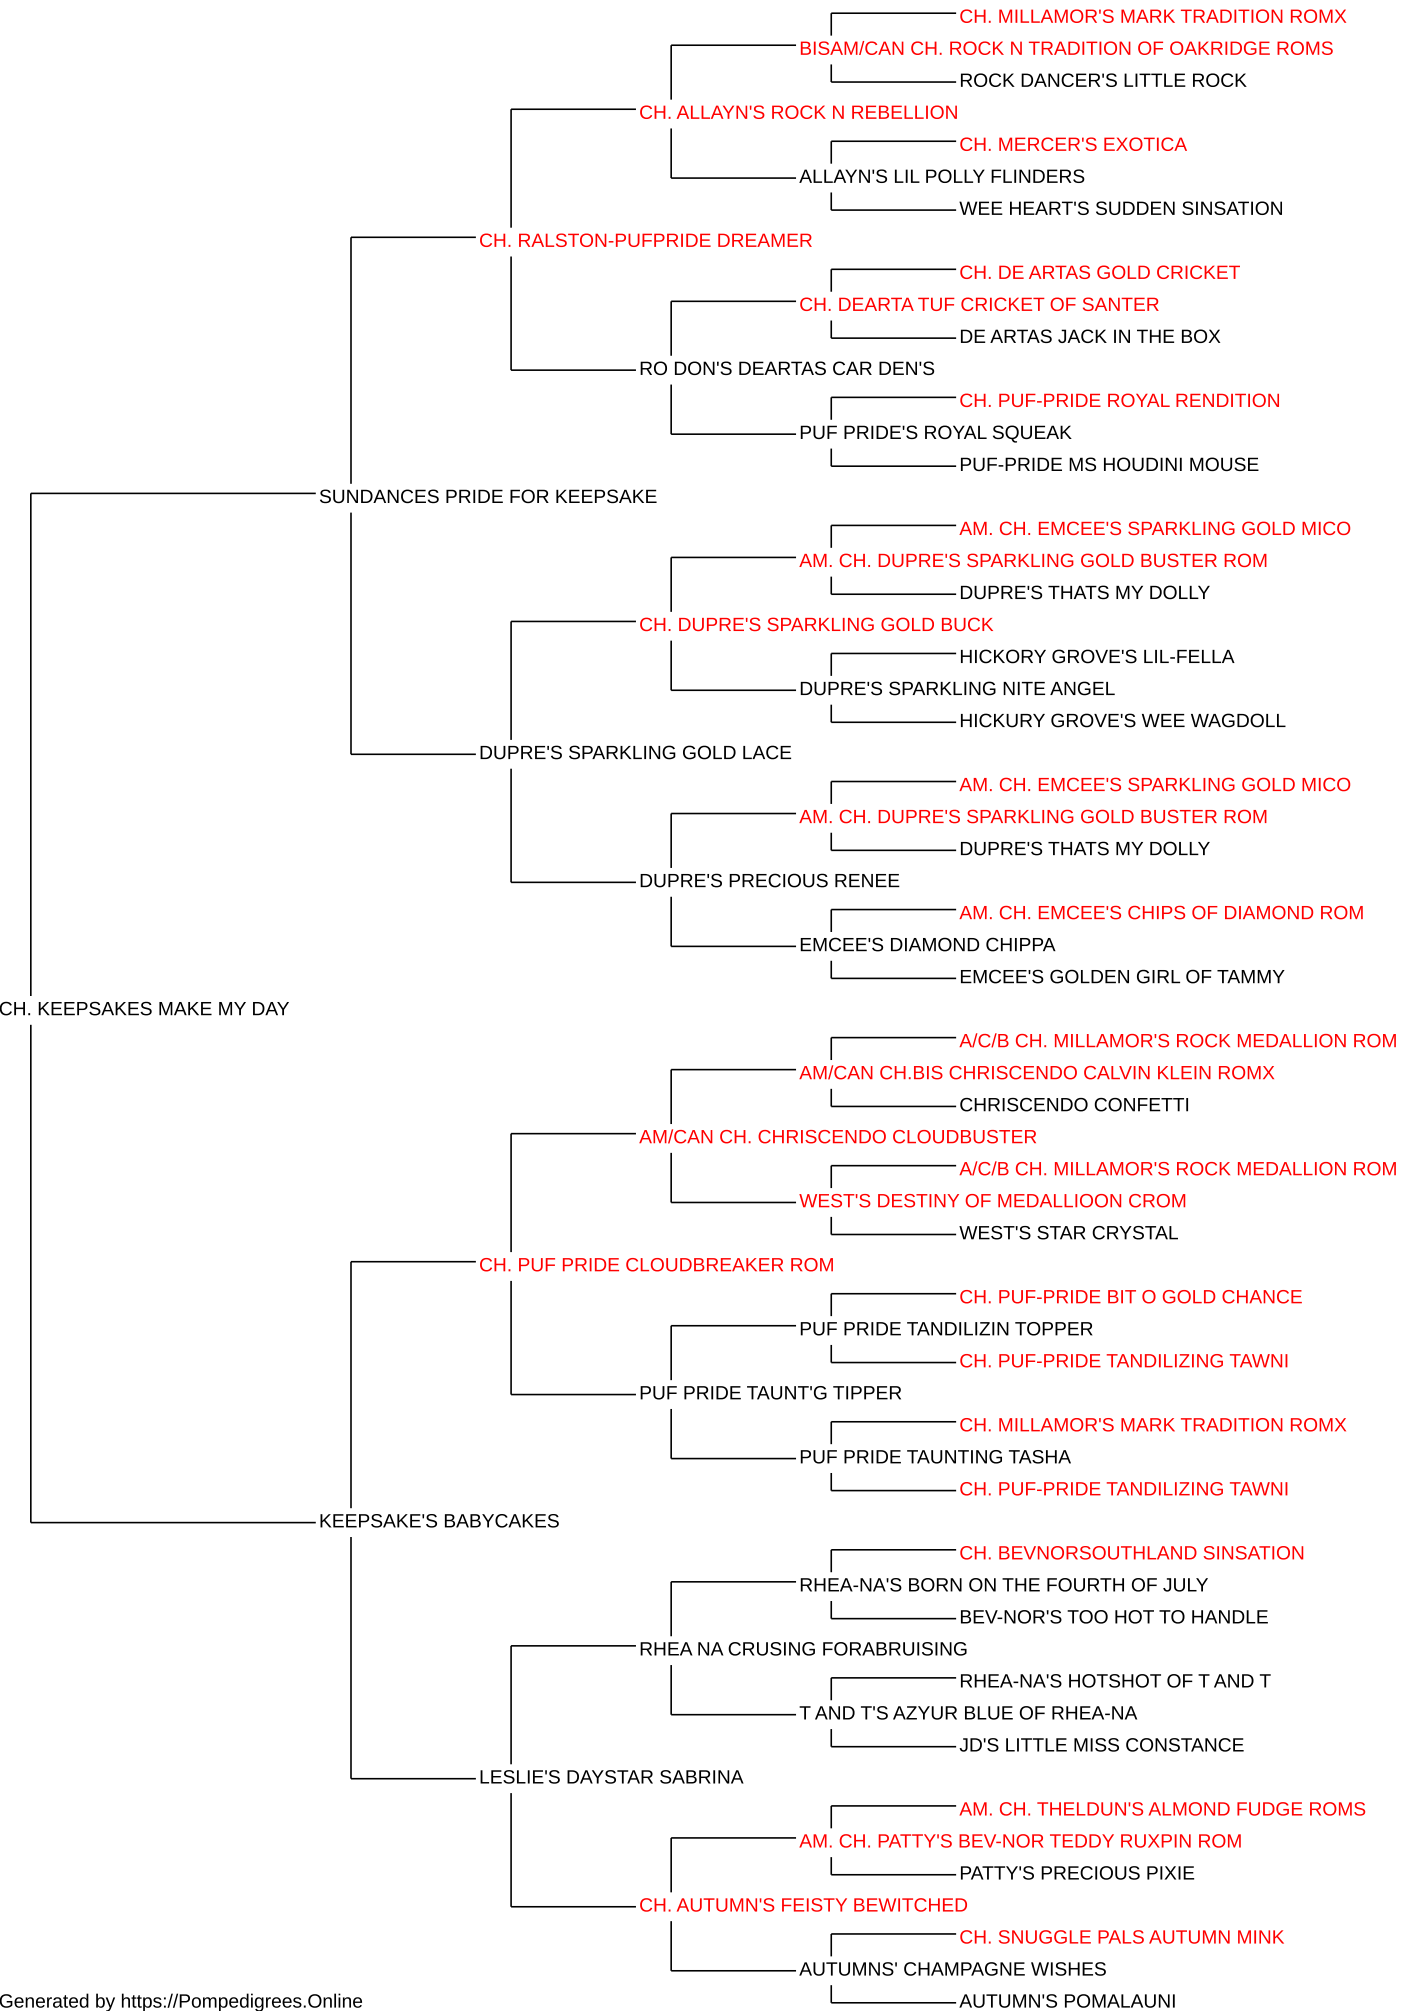 CH. MILLAMOR'S MARK TRADITION ROMX
BISAM/CAN CH. ROCK N TRADITION OF OAKRIDGE ROMS
ROCK DANCER'S LITTLE ROCK
CH. ALLAYN'S ROCK N REBELLION
CH. MERCER'S EXOTICA
ALLAYN'S LIL POLLY FLINDERS
WEE HEART'S SUDDEN SINSATION
CH. RALSTON-PUFPRIDE DREAMER
CH. DE ARTAS GOLD CRICKET
CH. DEARTA TUF CRICKET OF SANTER
DE ARTAS JACK IN THE BOX
RO DON'S DEARTAS CAR DEN'S
CH. PUF-PRIDE ROYAL RENDITION
PUF PRIDE'S ROYAL SQUEAK
PUF-PRIDE MS HOUDINI MOUSE
SUNDANCES PRIDE FOR KEEPSAKE
AM. CH. EMCEE'S SPARKLING GOLD MICO
AM. CH. DUPRE'S SPARKLING GOLD BUSTER ROM
DUPRE'S THATS MY DOLLY
CH. DUPRE'S SPARKLING GOLD BUCK
HICKORY GROVE'S LIL-FELLA
DUPRE'S SPARKLING NITE ANGEL
HICKURY GROVE'S WEE WAGDOLL
DUPRE'S SPARKLING GOLD LACE
AM. CH. EMCEE'S SPARKLING GOLD MICO
AM. CH. DUPRE'S SPARKLING GOLD BUSTER ROM
DUPRE'S THATS MY DOLLY
DUPRE'S PRECIOUS RENEE
AM. CH. EMCEE'S CHIPS OF DIAMOND ROM
EMCEE'S DIAMOND CHIPPA
EMCEE'S GOLDEN GIRL OF TAMMY
CH. KEEPSAKES MAKE MY DAY
A/C/B CH. MILLAMOR'S ROCK MEDALLION ROM
AM/CAN CH.BIS CHRISCENDO CALVIN KLEIN ROMX
CHRISCENDO CONFETTI
AM/CAN CH. CHRISCENDO CLOUDBUSTER
A/C/B CH. MILLAMOR'S ROCK MEDALLION ROM
WEST'S DESTINY OF MEDALLIOON CROM
WEST'S STAR CRYSTAL
CH. PUF PRIDE CLOUDBREAKER ROM
CH. PUF-PRIDE BIT O GOLD CHANCE
PUF PRIDE TANDILIZIN TOPPER
CH. PUF-PRIDE TANDILIZING TAWNI
PUF PRIDE TAUNT'G TIPPER
CH. MILLAMOR'S MARK TRADITION ROMX
PUF PRIDE TAUNTING TASHA
CH. PUF-PRIDE TANDILIZING TAWNI
KEEPSAKE'S BABYCAKES
CH. BEVNORSOUTHLAND SINSATION
RHEA-NA'S BORN ON THE FOURTH OF JULY
BEV-NOR'S TOO HOT TO HANDLE
RHEA NA CRUSING FORABRUISING
RHEA-NA'S HOTSHOT OF T AND T
T AND T'S AZYUR BLUE OF RHEA-NA
JD'S LITTLE MISS CONSTANCE
LESLIE'S DAYSTAR SABRINA
AM. CH. THELDUN'S ALMOND FUDGE ROMS
AM. CH. PATTY'S BEV-NOR TEDDY RUXPIN ROM
PATTY'S PRECIOUS PIXIE
CH. AUTUMN'S FEISTY BEWITCHED
CH. SNUGGLE PALS AUTUMN MINK
AUTUMNS' CHAMPAGNE WISHES
AUTUMN'S POMALAUNI
Generated by https://Pompedigrees.Online